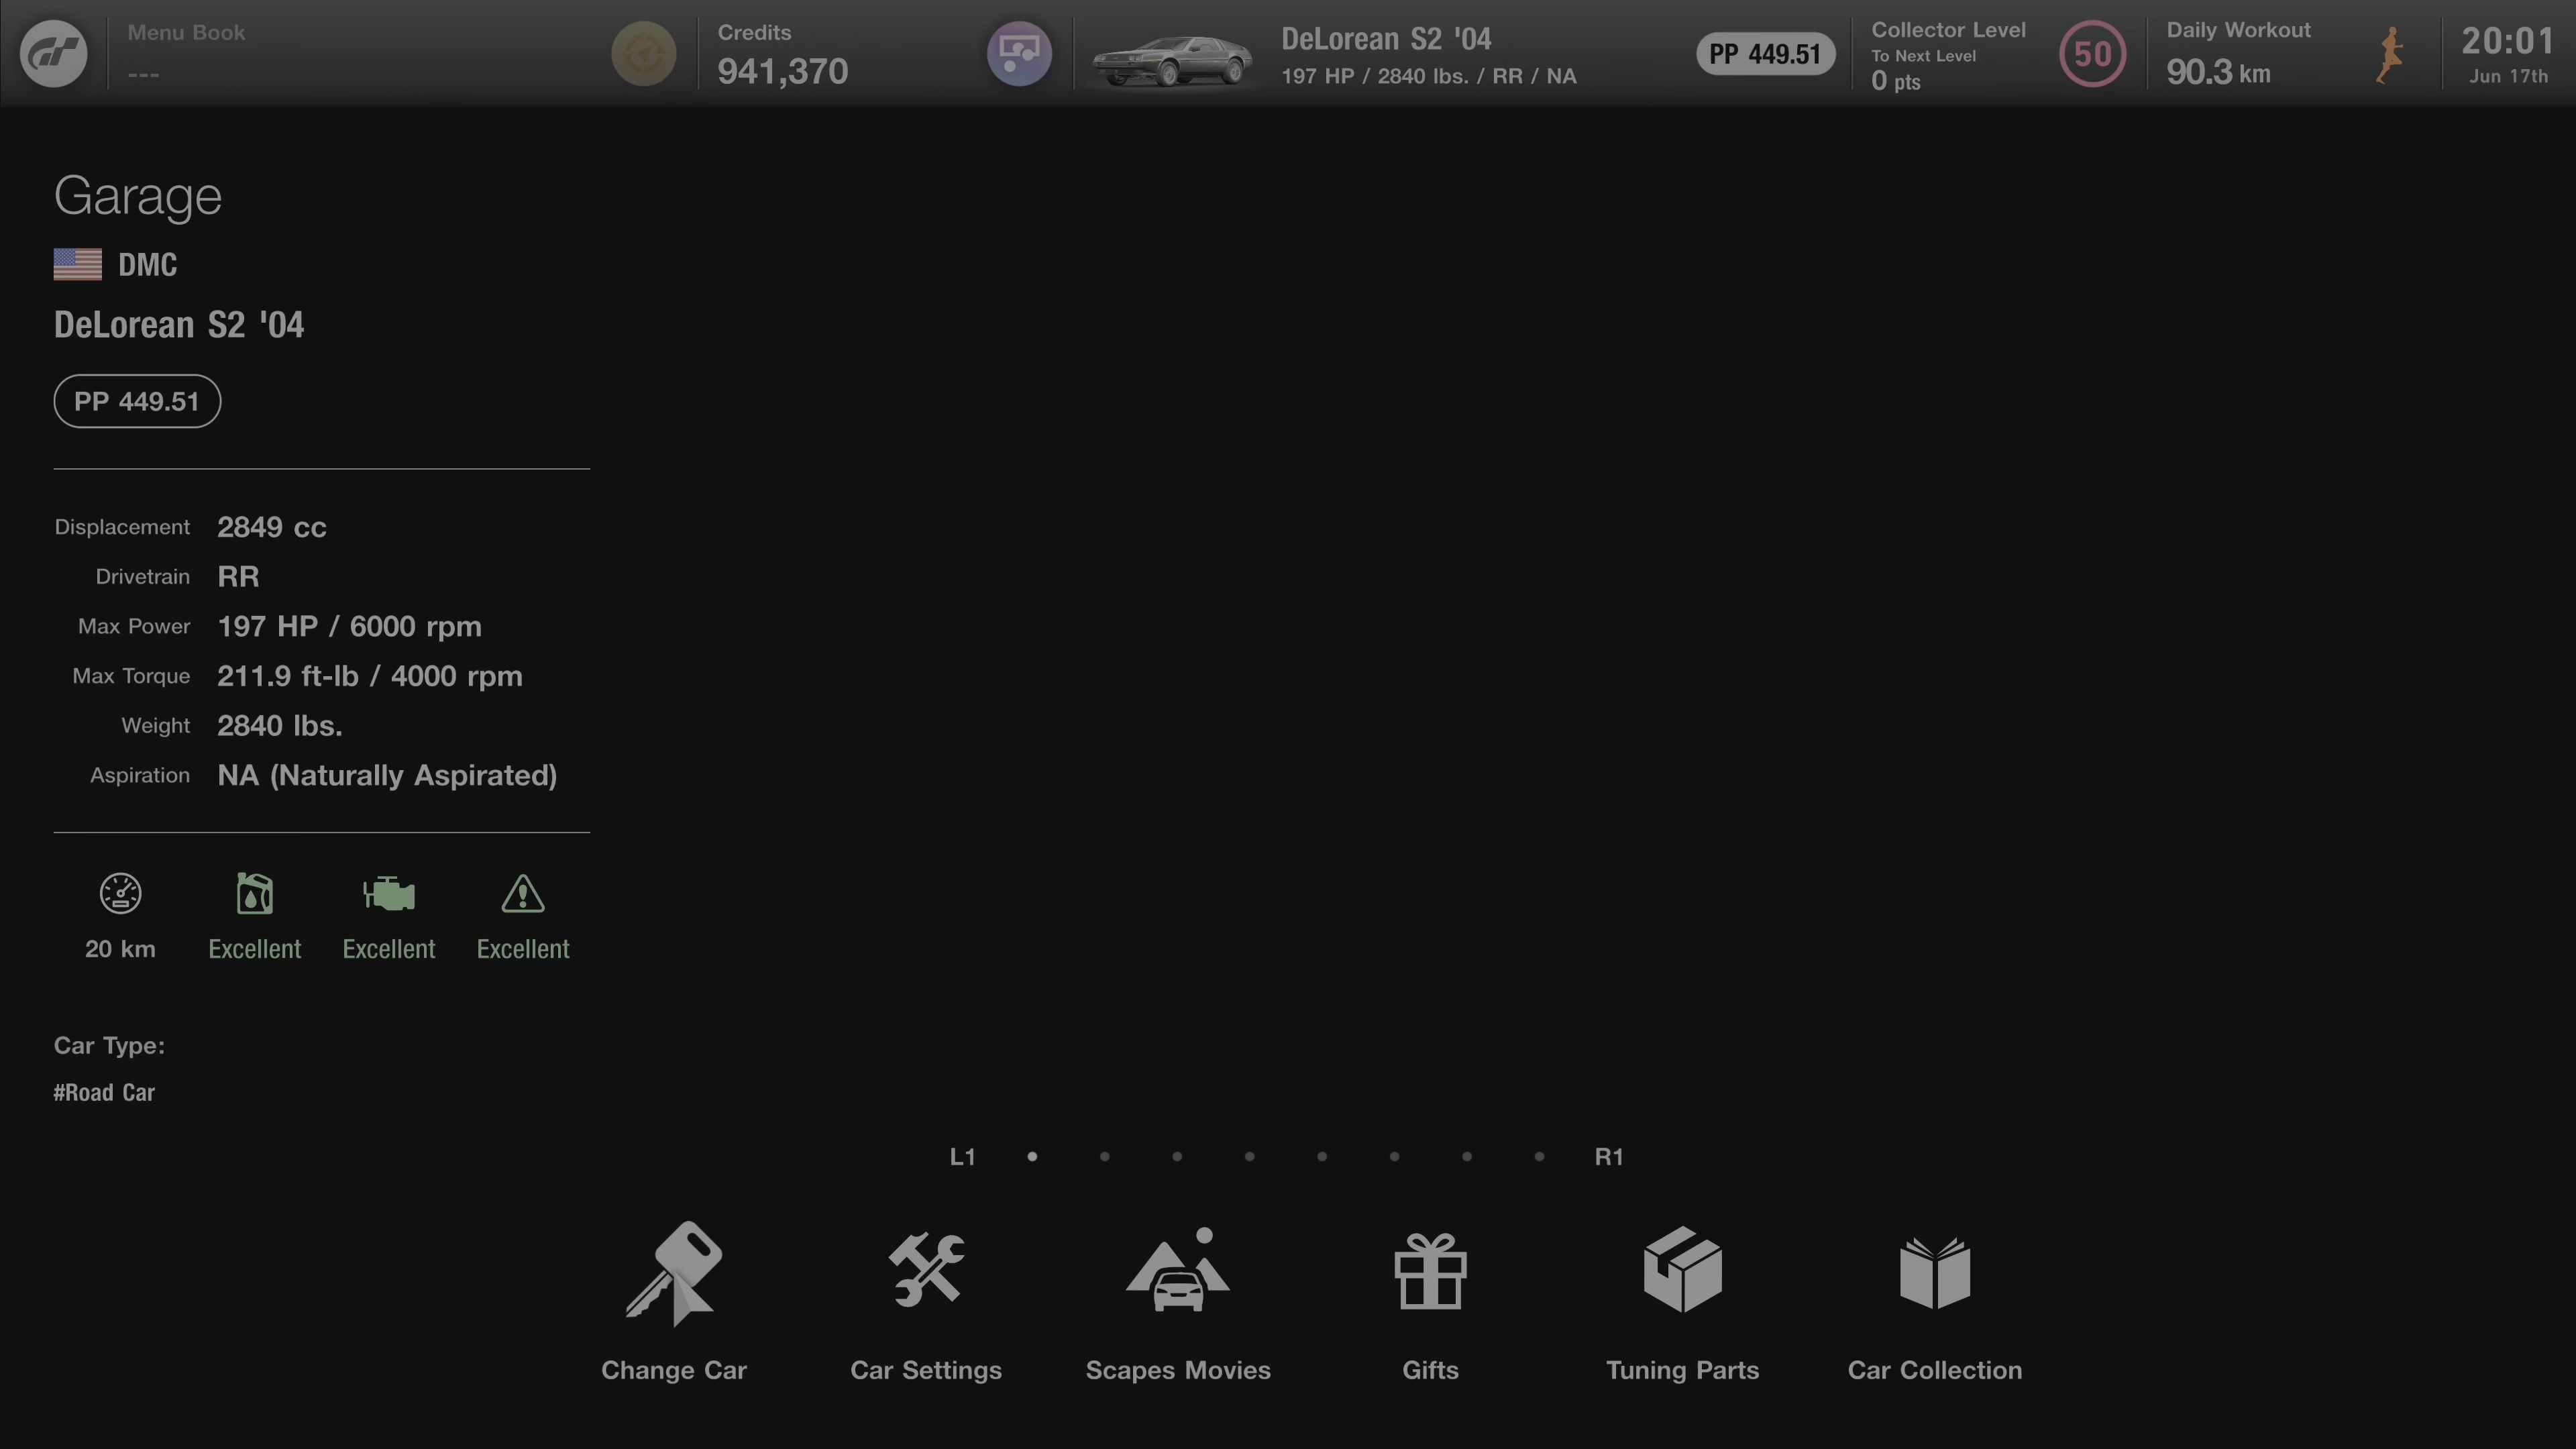 Menu Book
---
Credits
941,370
DeLorean S2 '04
197 HP / 2840 lbs. / RR / NA
PP 449.51
Collector Level
To Next Level
0 pts
50
Daily Workout
90.3 km
20:01
Jun 17th
Garage
DMC
DeLorean S2 '04
PP 449.51
Displacement 2849 cc
Drivetrain RR
Max Power 197 HP / 6000 rpm
Max Torque 211.9 ft-lb / 4000 rpm
Weight 2840 lbs.
Aspiration NA (Naturally Aspirated)
20 km Excellent Excellent Excellent
Car Type:
#Road Car
L1 R1
Change Car Car Settings Scapes Movies Gifts Tuning Parts Car Collection